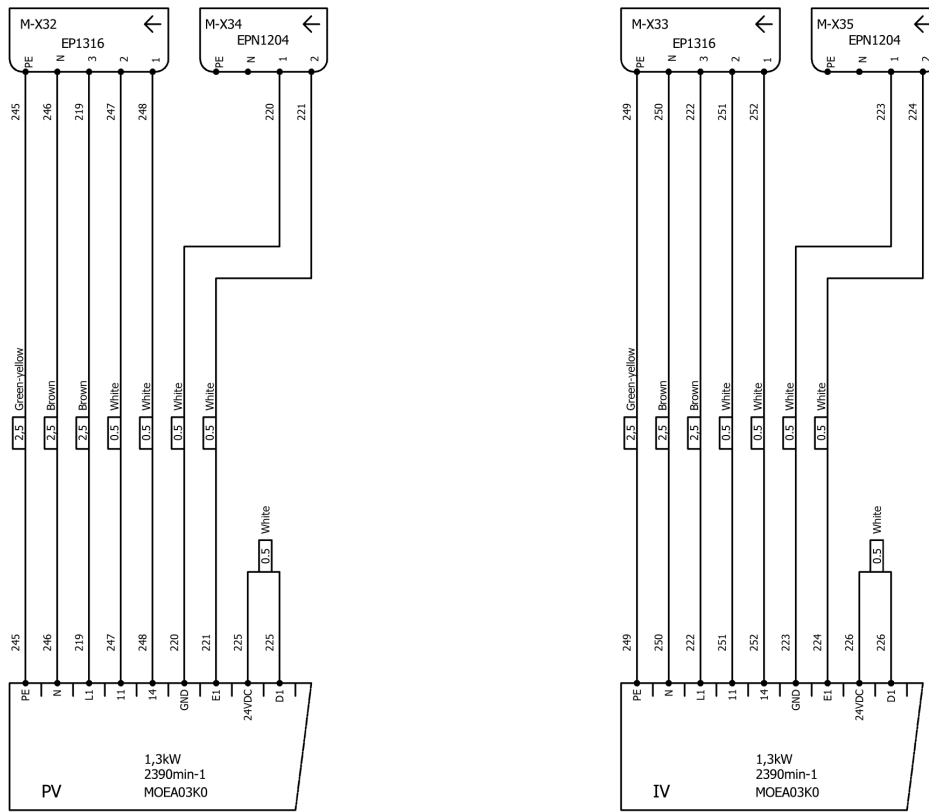 M-X32
EP1316
PE N 3 2 1
M-X34
EPN1204
PE N 1 2
M-X33
EP1316
PE N 3 2 1
M-X35
EPN1204
PE N 1 2
245 246 219 247 248 220 221
249 250 222 251 252 223 224
2,5 Green-yellow
2,5 Brown
2,5 Brown
0.5 White
0.5 White
0.5 White
0.5 White
0.5 White
2,5 Green-yellow
2,5 Brown
2,5 Brown
0.5 White
0.5 White
0.5 White
0.5 White
0.5 White
245 246 219 247 248 220 221 225 225
249 250 222 251 252 223 224 226 226
PE N L1 11 14 GND E1 24VDC D1
PE N L1 11 14 GND E1 24VDC D1
1,3kW
2390min-1
PV MOEA03K0
1,3kW
2390min-1
IV MOEA03K0